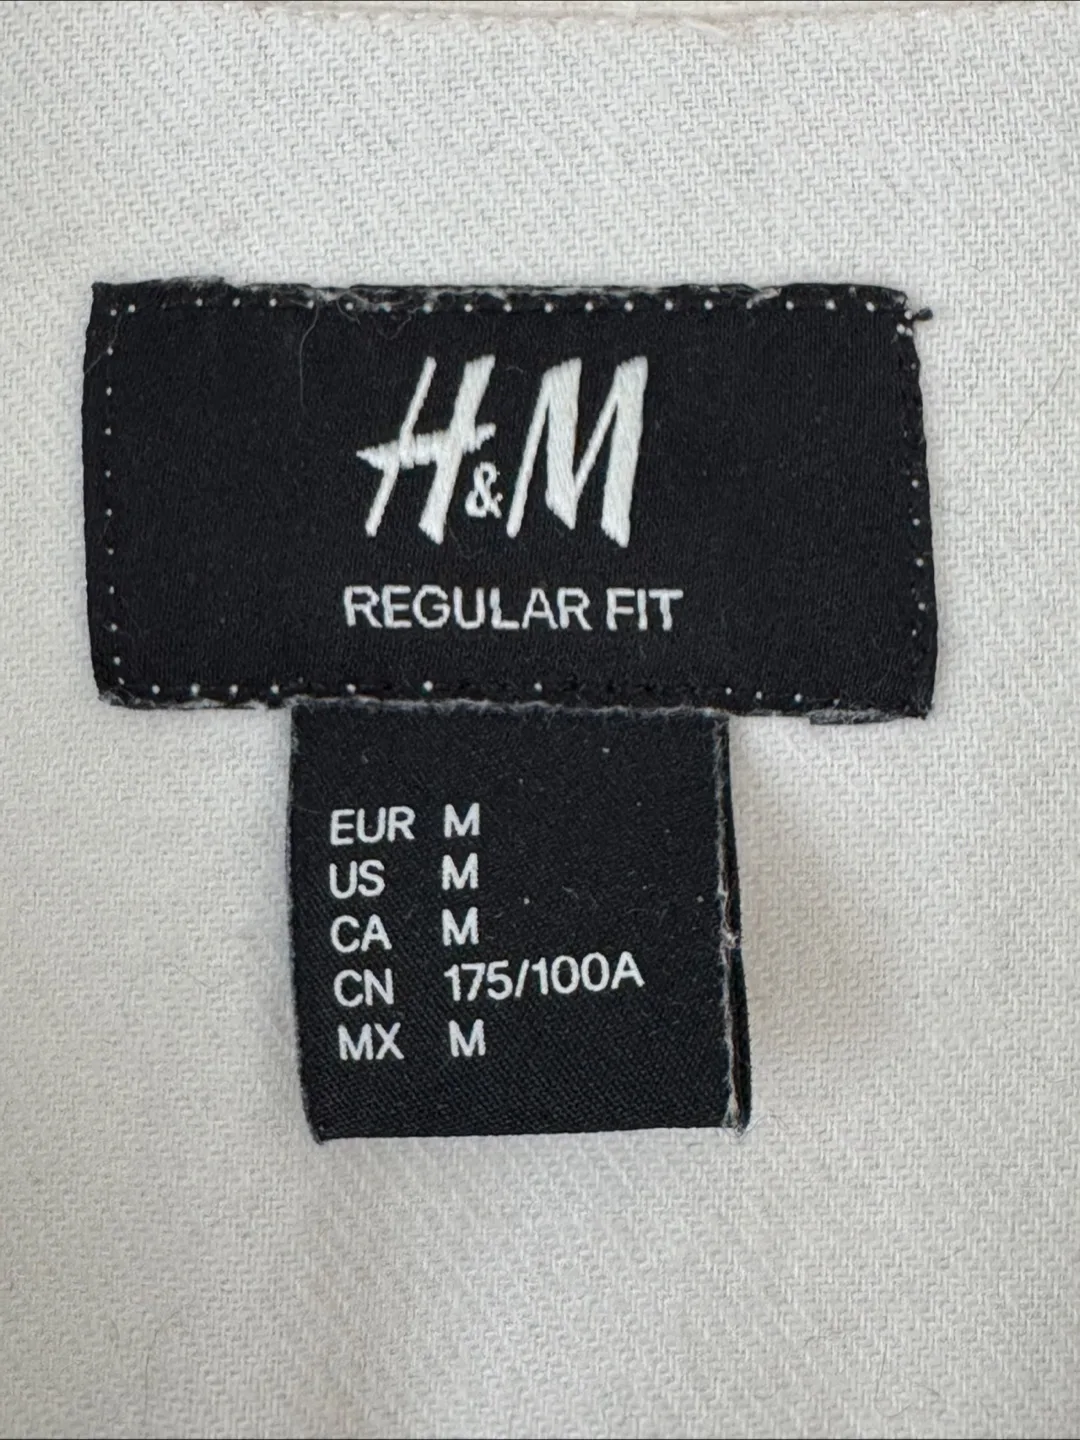 H&M
REGULAR FIT
EUR M
US M
CA M
CN 175/100A
MX M